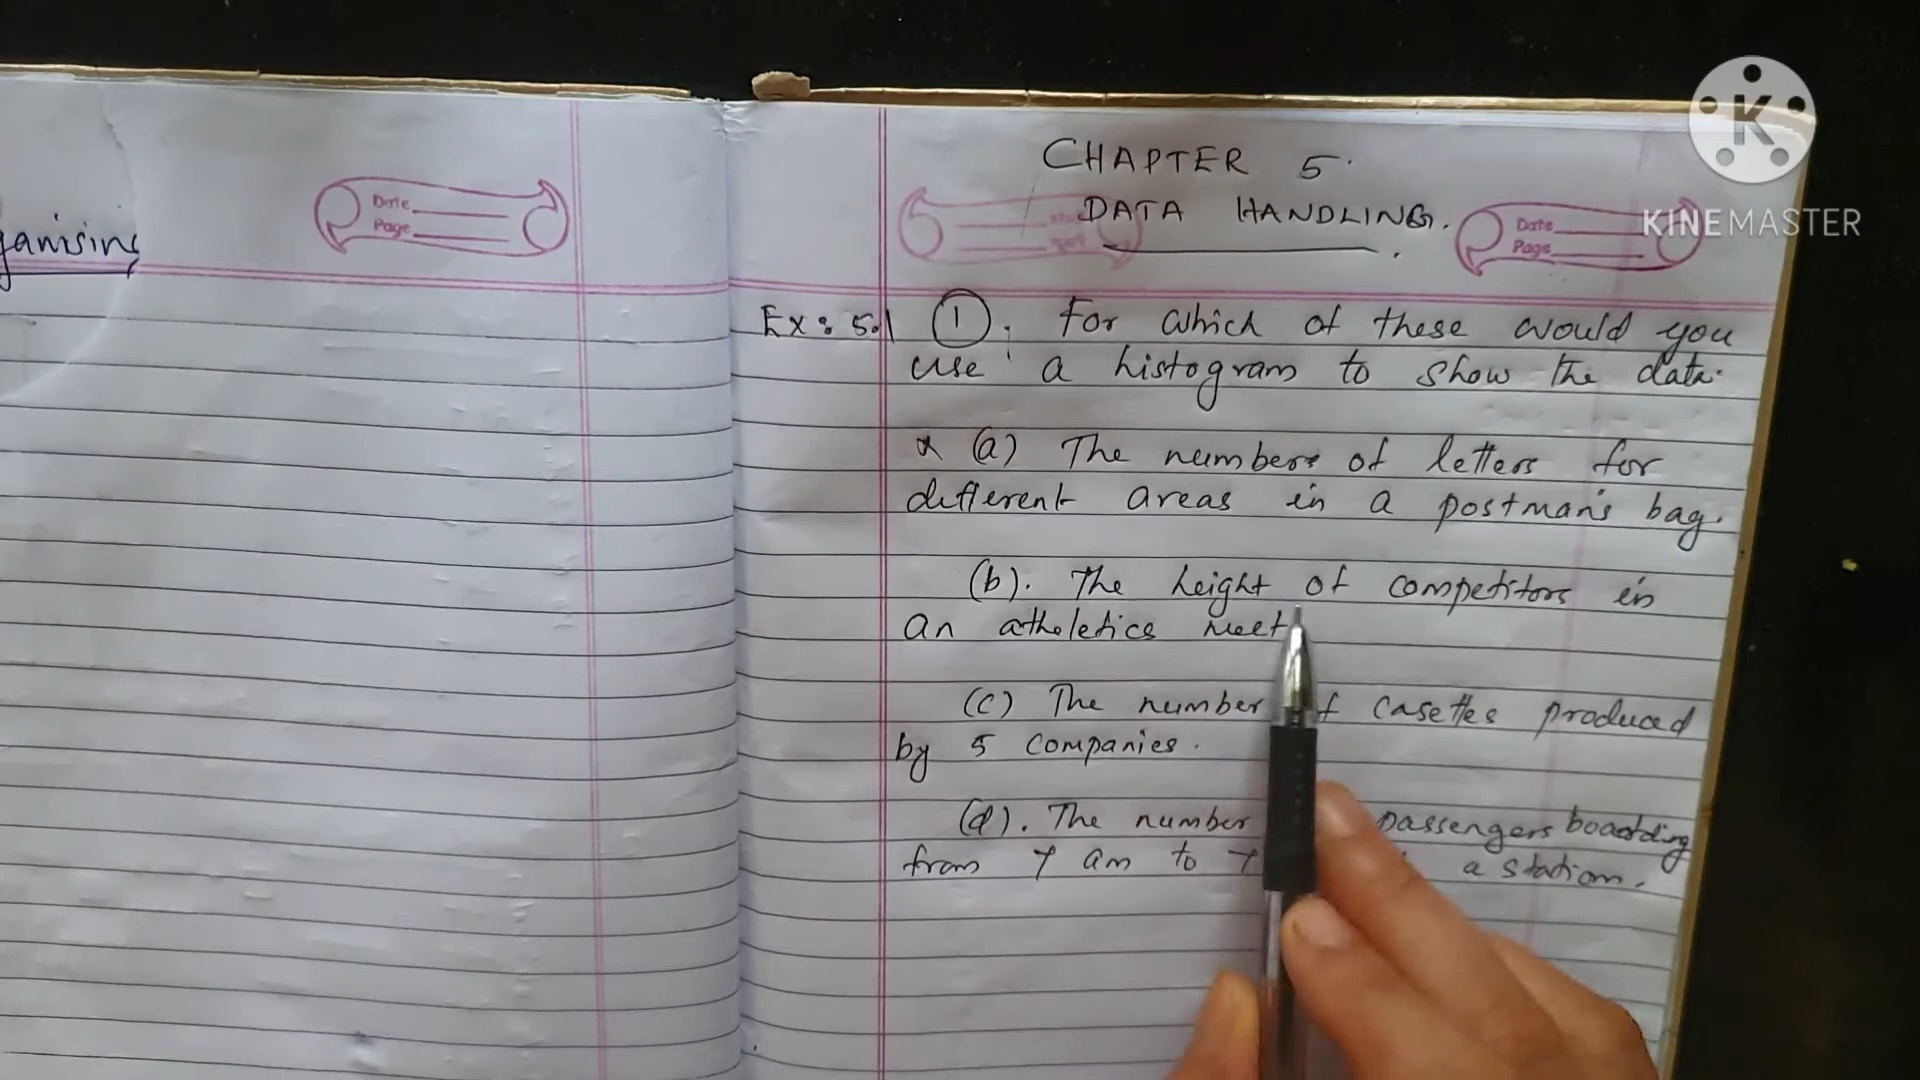 CHAPTER 5.
DATA HANDLING.
KINEMASTER
Date
Page
Date
Page
Ex: 5.1 ①. For which of these would you
use a histogram to show the data.
x (a) The numbers of letters for
different areas in a postman's bag.
(b). The height of competitors in
an atheletics meet
(c) The number of casettes produced
by 5 companies.
(d). The number passengers boarding
from 7 am to 7 a station.